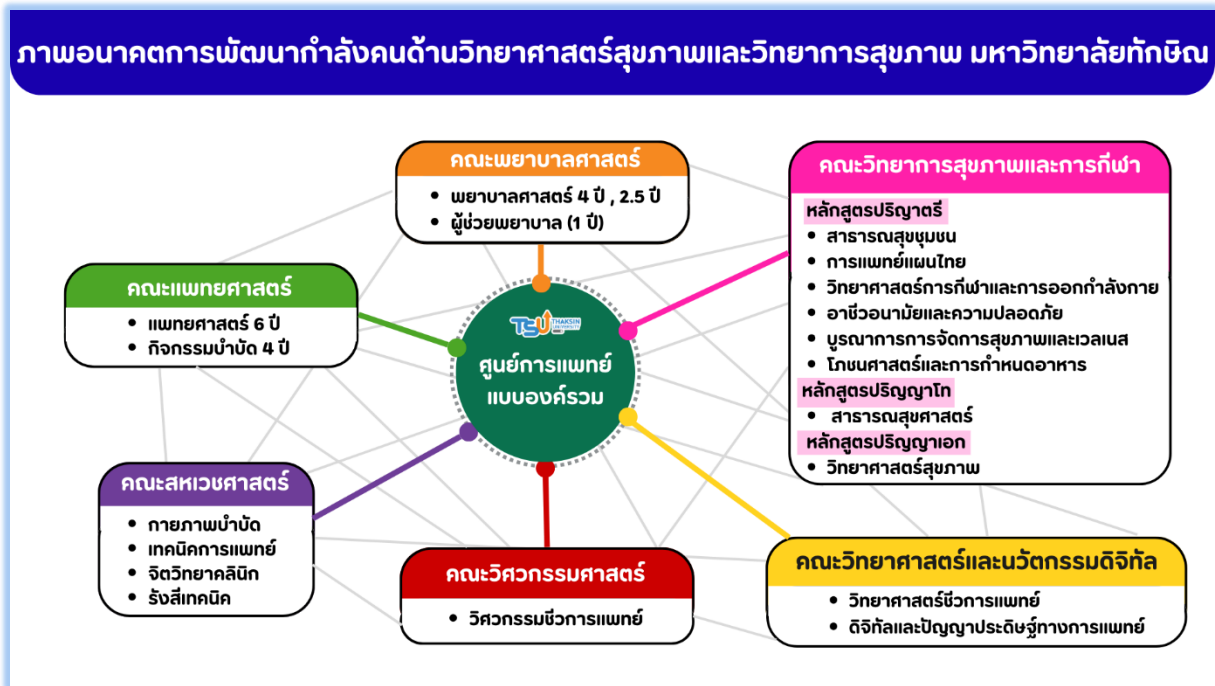 ภาพอนาคตการพัฒนากำลังคนด้านวิทยาศาสตร์สุขภาพและวิทยาการสุขภาพ มหาวิทยาลัยทักษิณ
คณะพยาบาลศาสตร์
• พยาบาลศาสตร์ 4 ปี , 2.5 ปี
• ผู้ช่วยพยาบาล (1 ปี)
คณะวิทยาการสุขภาพและการกีฬา
หลักสูตรปริญาตรี
• สาธารณสุขชุมชน
• การแพทย์แผนไทย
• วิทยาศาสตร์การกีฬาและการออกกำลังกาย
• อาชีวอนามัยและความปลอดภัย
• บูรณาการการจัดการสุขภาพและเวลเนส
• โภชนศาสตร์และการกำหนดอาหาร
หลักสูตรปริญญาโท
• สาธารณสุขศาสตร์
หลักสูตรปริญญาเอก
• วิทยาศาสตร์สุขภาพ
คณะแพทยศาสตร์
• แพทยศาสตร์ 6 ปี
• กิจกรรมบำบัด 4 ปี
TSU THAKSIN
UNIVERSITY
ศูนย์การแพทย์
แบบองค์รวม
คณะสหเวชศาสตร์
• กายภาพบำบัด
• เทคนิคการแพทย์
• จิตวิทยาคลินิก
• รังสีเทคนิค
คณะวิศวกรรมศาสตร์
• วิศวกรรมชีวการแพทย์
คณะวิทยาศาสตร์และนวัตกรรมดิจิทัล
• วิทยาศาสตร์ชีวการแพทย์
• ดิจิทัลและปัญญาประดิษฐ์ทางการแพทย์